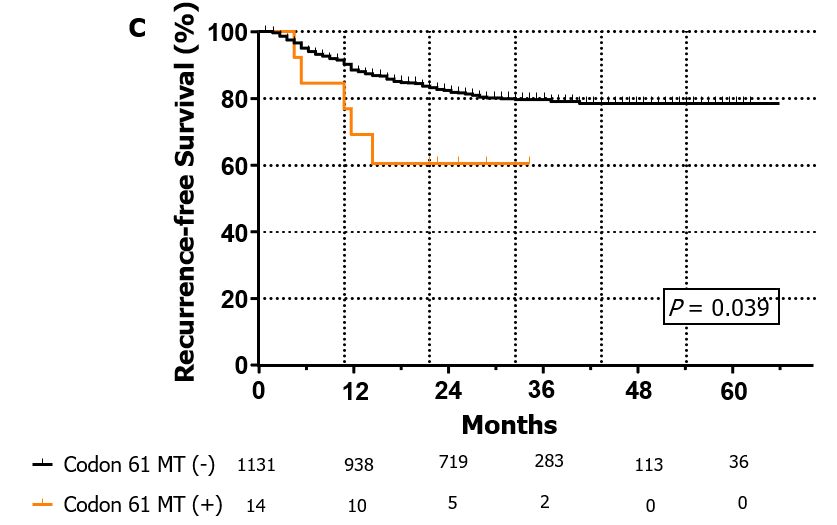 c
Recurrence-free Survival (%)
100
80
60
40
20
0
P = 0.039
0 12 24 36 48 60
Months
Codon 61 MT (-) 1131 938 719 283 113 36
Codon 61 MT (+) 14 10 5 2 0 0